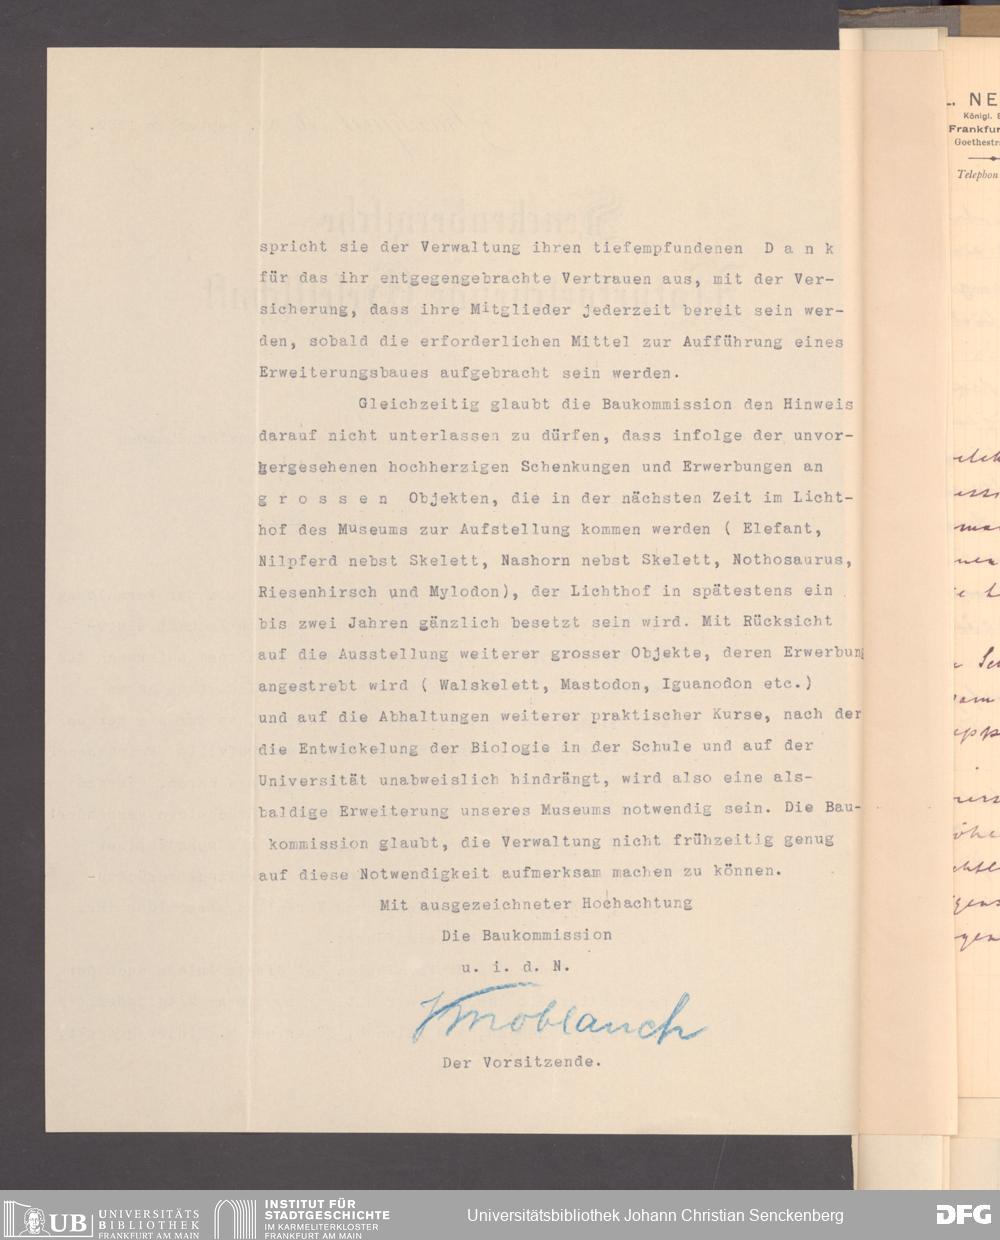 spricht sie der Verwaltung ihren tiefempfundenen D a n k
für das ihr entgegengebrachte Vertrauen aus, mit der Ver-
sicherung, dass ihre Mitglieder jederzeit bereit sein wer-
den, sobald die erforderlichen Mittel zur Aufführung eines
Erweiterungsbaues aufgebracht sein werden.
Gleichzeitig glaubt die Baukommission den Hinweis
darauf nicht unterlassen zu dürfen, dass infolge der unvor-
hergesehenen hochherzigen Schenkungen und Erwerbungen an
g r o s s e n Objekten, die in der nächsten Zeit im Licht-
hof des Museums zur Aufstellung kommen werden ( Elefant,
Nilpferd nebst Skelett, Nashorn nebst Skelett, Nothosaurus,
Riesenhirsch und Mylodon), der Lichthof in spätestens ein
bis zwei Jahren gänzlich besetzt sein wird. Mit Rücksicht
auf die Ausstellung weiterer grosser Objekte, deren Erwerbung
angestrebt wird ( Walskelett, Mastodon, Iguanodon etc.)
und auf die Abhaltungen weiterer praktischer Kurse, nach der
die Entwickelung der Biologie in der Schule und auf der
Universität unabweislich hindrängt, wird also eine als-
baldige Erweiterung unseres Museums notwendig sein. Die Bau-
kommission glaubt, die Verwaltung nicht frühzeitig genug
auf diese Notwendigkeit aufmerksam machen zu können.
Mit ausgezeichneter Hochachtung
Die Baukommission
u. i. d. N.
Knoblauch
Der Vorsitzende.
L. NE
Königl.
Frankfur
Goethestr
Telephon
UB UNIVERSITÄTS
BIBLIOTHEK
FRANKFURT AM MAIN
INSTITUT FÜR
STADTGESCHICHTE
IM KARMELITERKLOSTER
FRANKFURT AM MAIN
Universitätsbibliothek Johann Christian Senckenberg
DFG